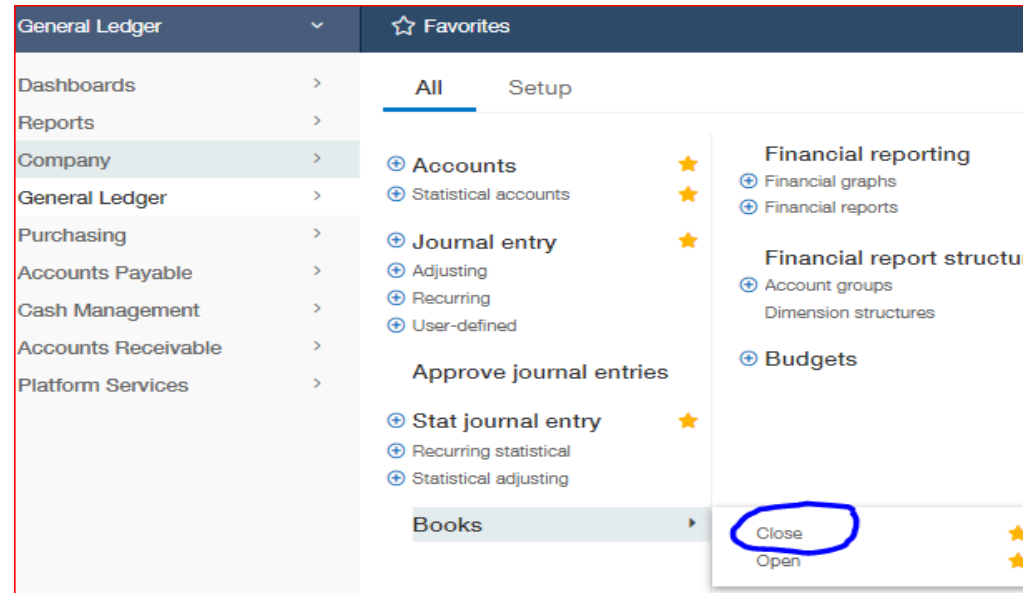 General Ledger
Favorites
Dashboards
Reports
Company
General Ledger
Purchasing
Accounts Payable
Cash Management
Accounts Receivable
Platform Services
All Setup
Accounts
Statistical accounts
Journal entry
Adjusting
Recurring
User-defined
Approve journal entries
Stat journal entry
Recurring statistical
Statistical adjusting
Books
Financial reporting
Financial graphs
Financial reports
Financial report structur
Account groups
Dimension structures
Budgets
Close
Open